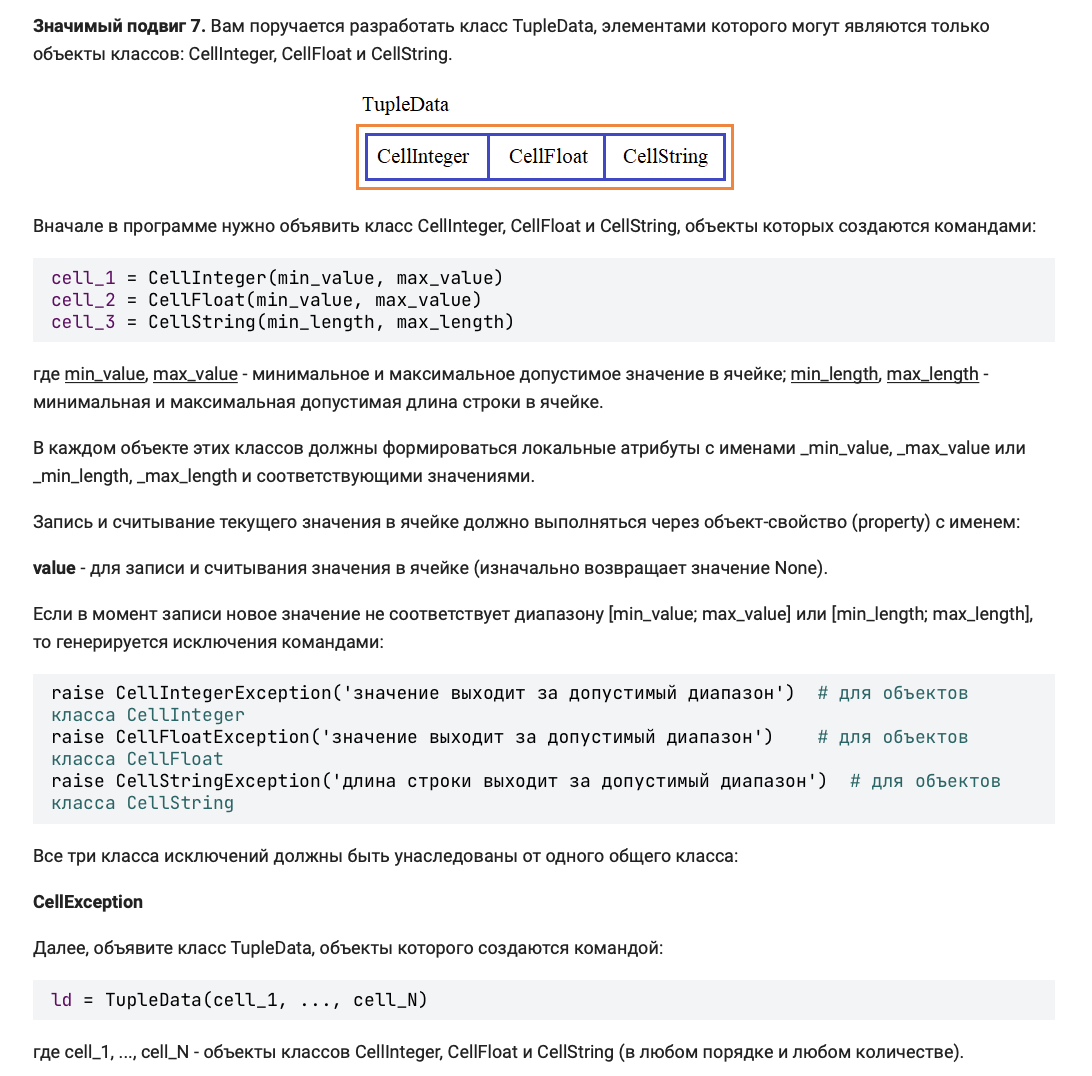 Значимый подвиг 7. Вам поручается разработать класс TupleData, элементами которого могут являются только
объекты классов: CellInteger, CellFloat и CellString.
TupleData
CellInteger CellFloat CellString
Вначале в программе нужно объявить класс CellInteger, CellFloat и CellString, объекты которых создаются командами:
cell_1 = CellInteger(min_value, max_value)
cell_2 = CellFloat(min_value, max_value)
cell_3 = CellString(min_length, max_length)
где min_value, max_value - минимальное и максимальное допустимое значение в ячейке; min_length, max_length -
минимальная и максимальная допустимая длина строки в ячейке.
В каждом объекте этих классов должны формироваться локальные атрибуты с именами _min_value, _max_value или
_min_length, _max_length и соответствующими значениями.
Запись и считывание текущего значения в ячейке должно выполняться через объект-свойство (property) с именем:
value - для записи и считывания значения в ячейке (изначально возвращает значение None).
Если в момент записи новое значение не соответствует диапазону [min_value; max_value] или [min_length; max_length],
то генерируется исключения командами:
raise CellIntegerException('значение выходит за допустимый диапазон')  # для объектов
класса CellInteger
raise CellFloatException('значение выходит за допустимый диапазон')    # для объектов
класса CellFloat
raise CellStringException('длина строки выходит за допустимый диапазон')  # для объектов
класса CellString
Все три класса исключений должны быть унаследованы от одного общего класса:
CellException
Далее, объявите класс TupleData, объекты которого создаются командой:
ld = TupleData(cell_1, ..., cell_N)
где cell_1, ..., cell_N - объекты классов CellInteger, CellFloat и CellString (в любом порядке и любом количестве).